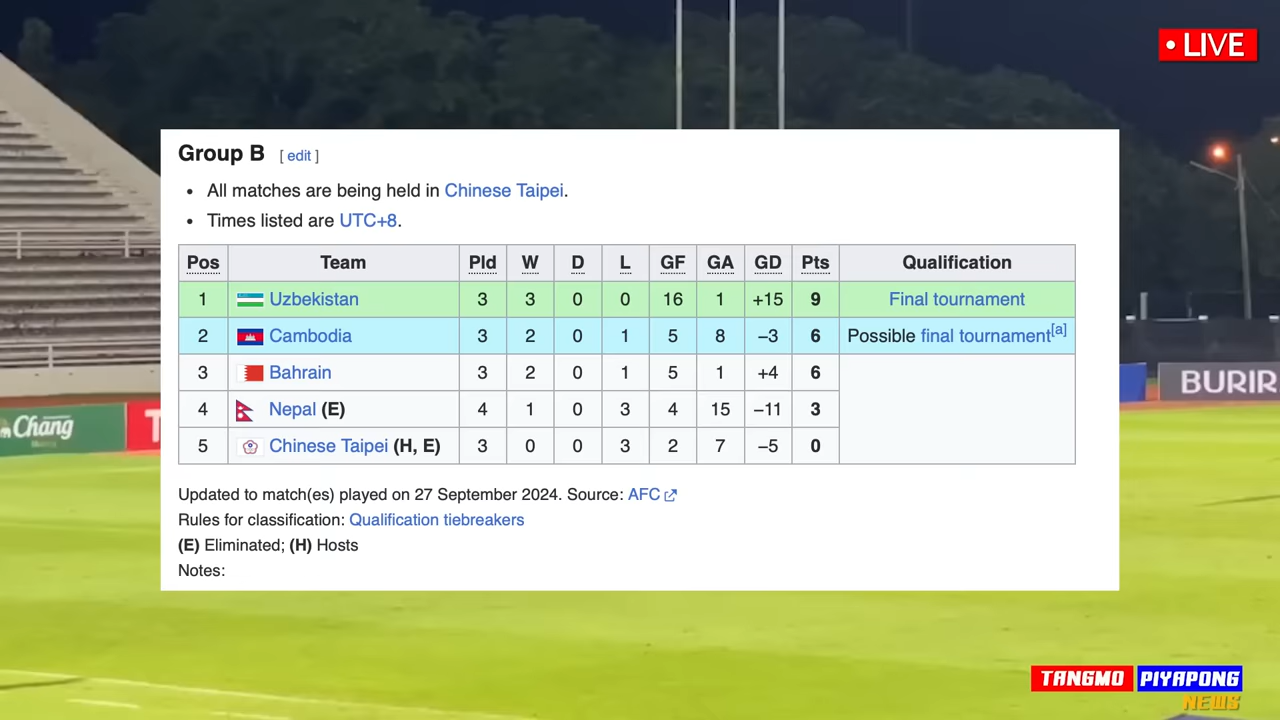 • LIVE
Group B [ edit ]
• All matches are being held in Chinese Taipei.
• Times listed are UTC+8.
Pos Team Pld W D L GF GA GD Pts Qualification
1 Uzbekistan 3 3 0 0 16 1 +15 9 Final tournament
2 Cambodia 3 2 0 1 5 8 −3 6 Possible final tournament[a]
3 Bahrain 3 2 0 1 5 1 +4 6
4 Nepal (E) 4 1 0 3 4 15 −11 3
5 Chinese Taipei (H, E) 3 0 0 3 2 7 −5 0
Updated to match(es) played on 27 September 2024. Source: AFC
Rules for classification: Qualification tiebreakers
(E) Eliminated; (H) Hosts
Notes:
Chang
BURIR
TANGMO PIYAPONG
NEWS